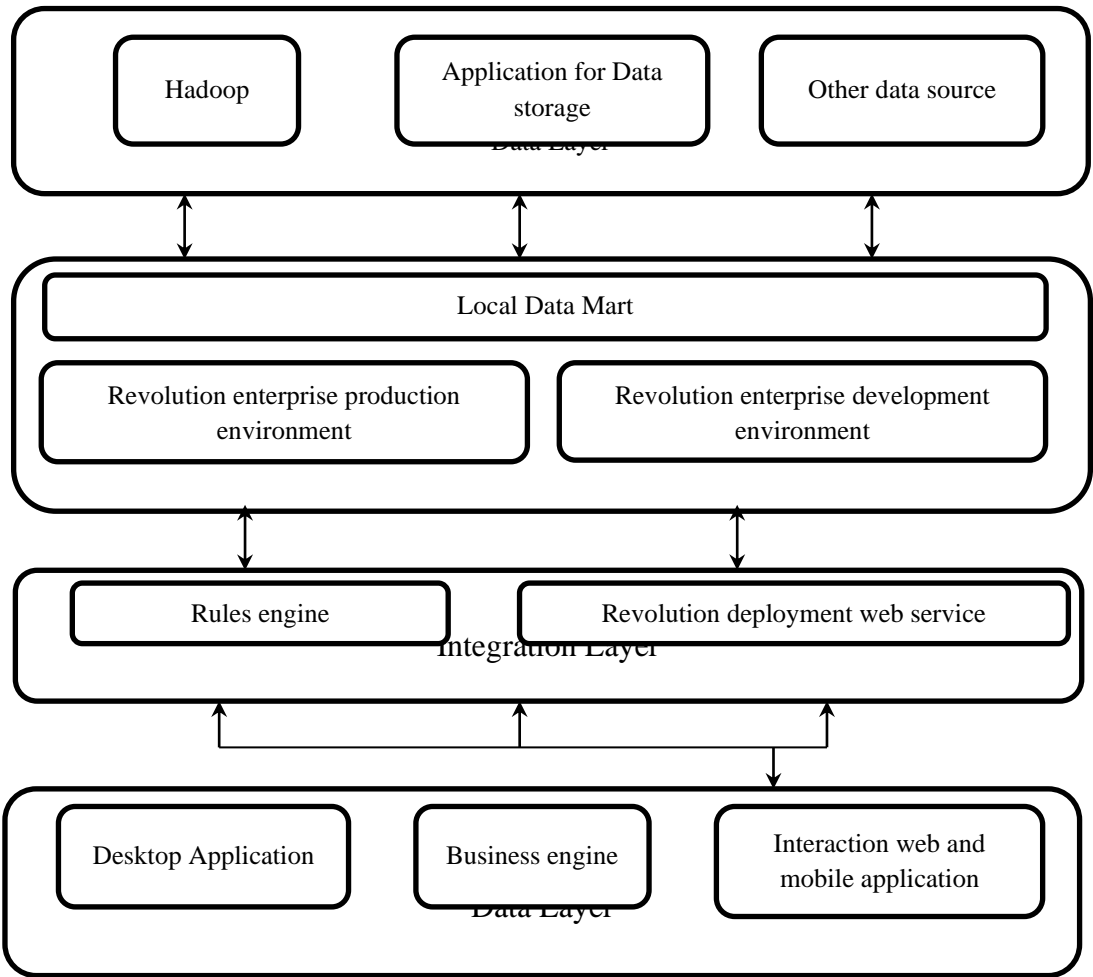 Hadoop
Application for Data
storage
Other data source
Data Layer
Local Data Mart
Revolution enterprise production
environment
Revolution enterprise development
environment
Rules engine
Revolution deployment web service
Integration Layer
Desktop Application
Business engine
Interaction web and
mobile application
Data Layer